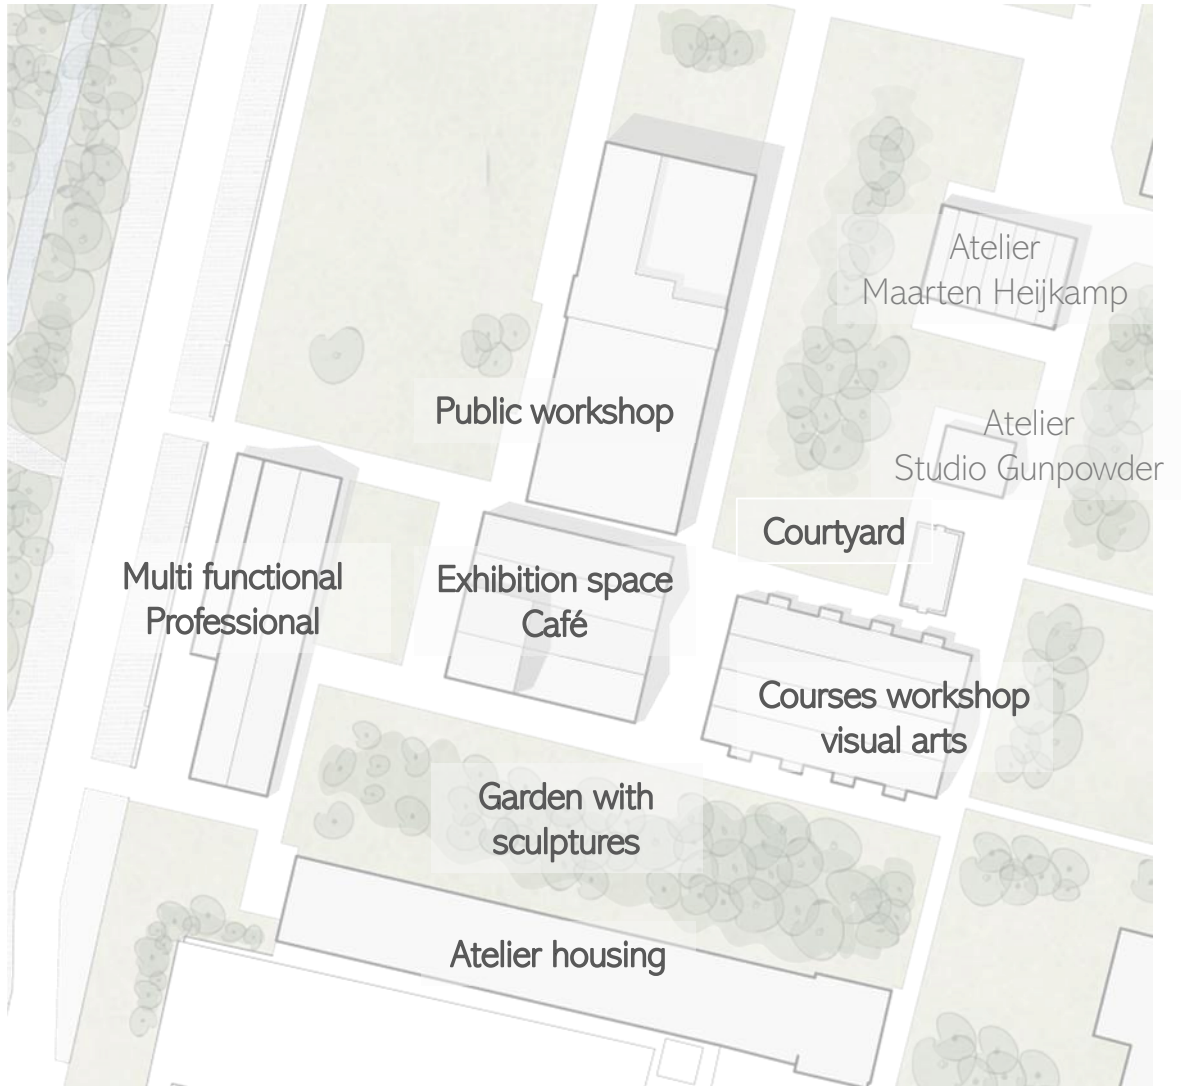 Atelier
Maarten Heijkamp
Public workshop
Atelier
Studio Gunpowder
Courtyard
Multi functional
Professional
Exhibition space
Café
Courses workshop
visual arts
Garden with
sculptures
Atelier housing